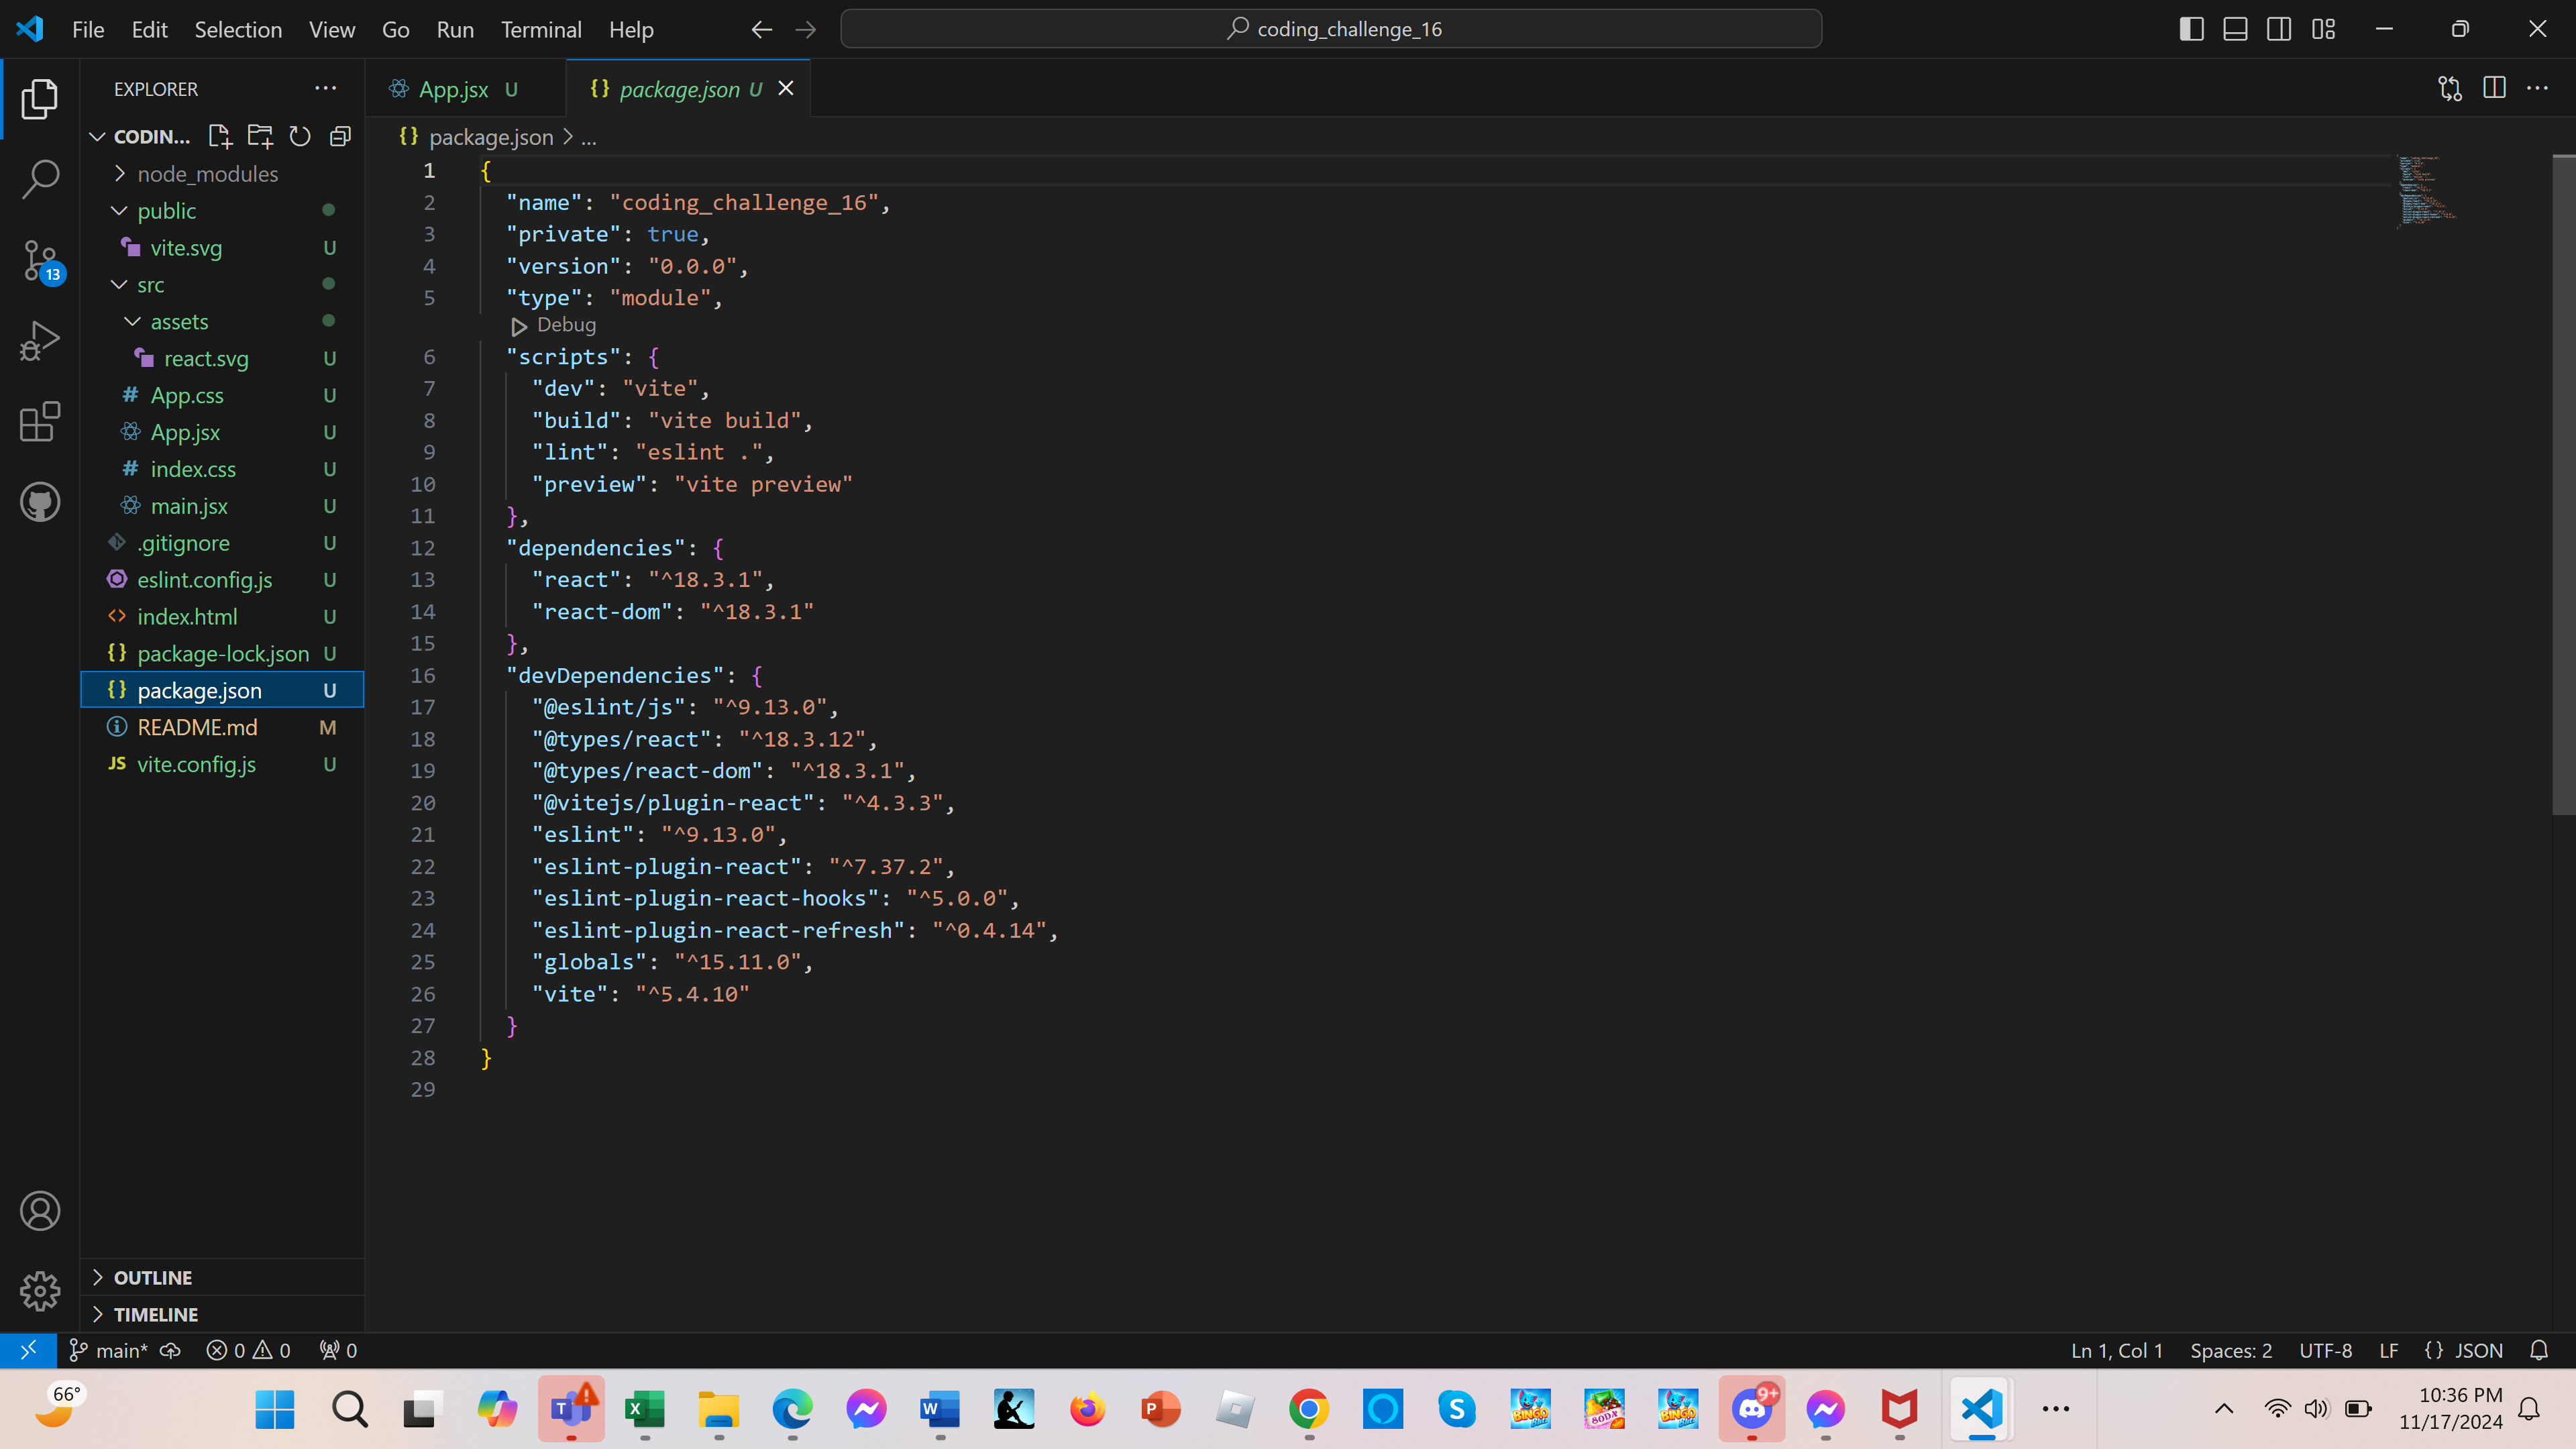 File Edit Selection View Go Run Terminal Help
coding_challenge_16
EXPLORER
CODIN...
node_modules
public
vite.svg U
src
assets
react.svg U
App.css U
App.jsx U
index.css U
main.jsx U
.gitignore U
eslint.config.js U
index.html U
package-lock.json U
package.json U
README.md M
vite.config.js U
OUTLINE
TIMELINE
13
App.jsx U
package.json U
package.json > ...
1 {
2 "name": "coding_challenge_16",
3 "private": true,
4 "version": "0.0.0",
5 "type": "module",
Debug
6 "scripts": {
7 "dev": "vite",
8 "build": "vite build",
9 "lint": "eslint .",
10 "preview": "vite preview"
11 },
12 "dependencies": {
13 "react": "^18.3.1",
14 "react-dom": "^18.3.1"
15 },
16 "devDependencies": {
17 "@eslint/js": "^9.13.0",
18 "@types/react": "^18.3.12",
19 "@types/react-dom": "^18.3.1",
20 "@vitejs/plugin-react": "^4.3.3",
21 "eslint": "^9.13.0",
22 "eslint-plugin-react": "^7.37.2",
23 "eslint-plugin-react-hooks": "^5.0.0",
24 "eslint-plugin-react-refresh": "^0.4.14",
25 "globals": "^15.11.0",
26 "vite": "^5.4.10"
27 }
28 }
29
main* 0 0 0
Ln 1, Col 1 Spaces: 2 UTF-8 LF {} JSON
66°
BINGO
SODA
BINGO
9+
10:36 PM
11/17/2024